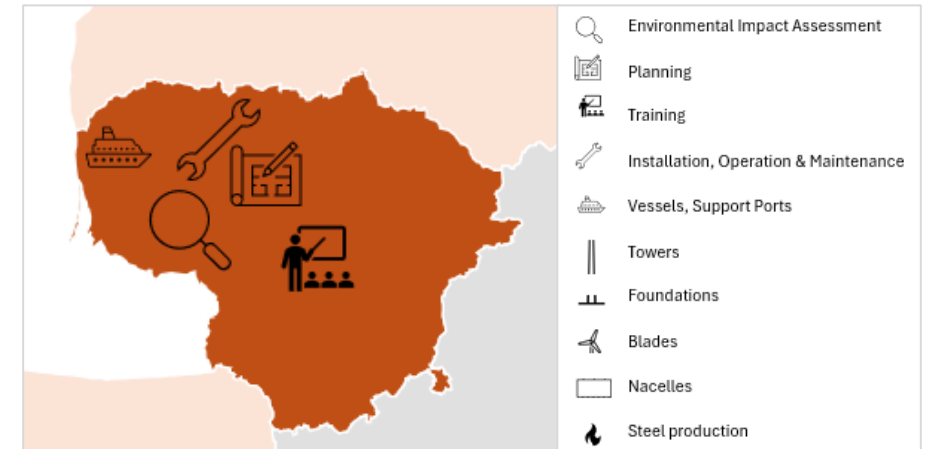 Environmental Impact Assessment
Planning
Training
Installation, Operation & Maintenance
Vessels, Support Ports
Towers
Foundations
Blades
Nacelles
Steel production